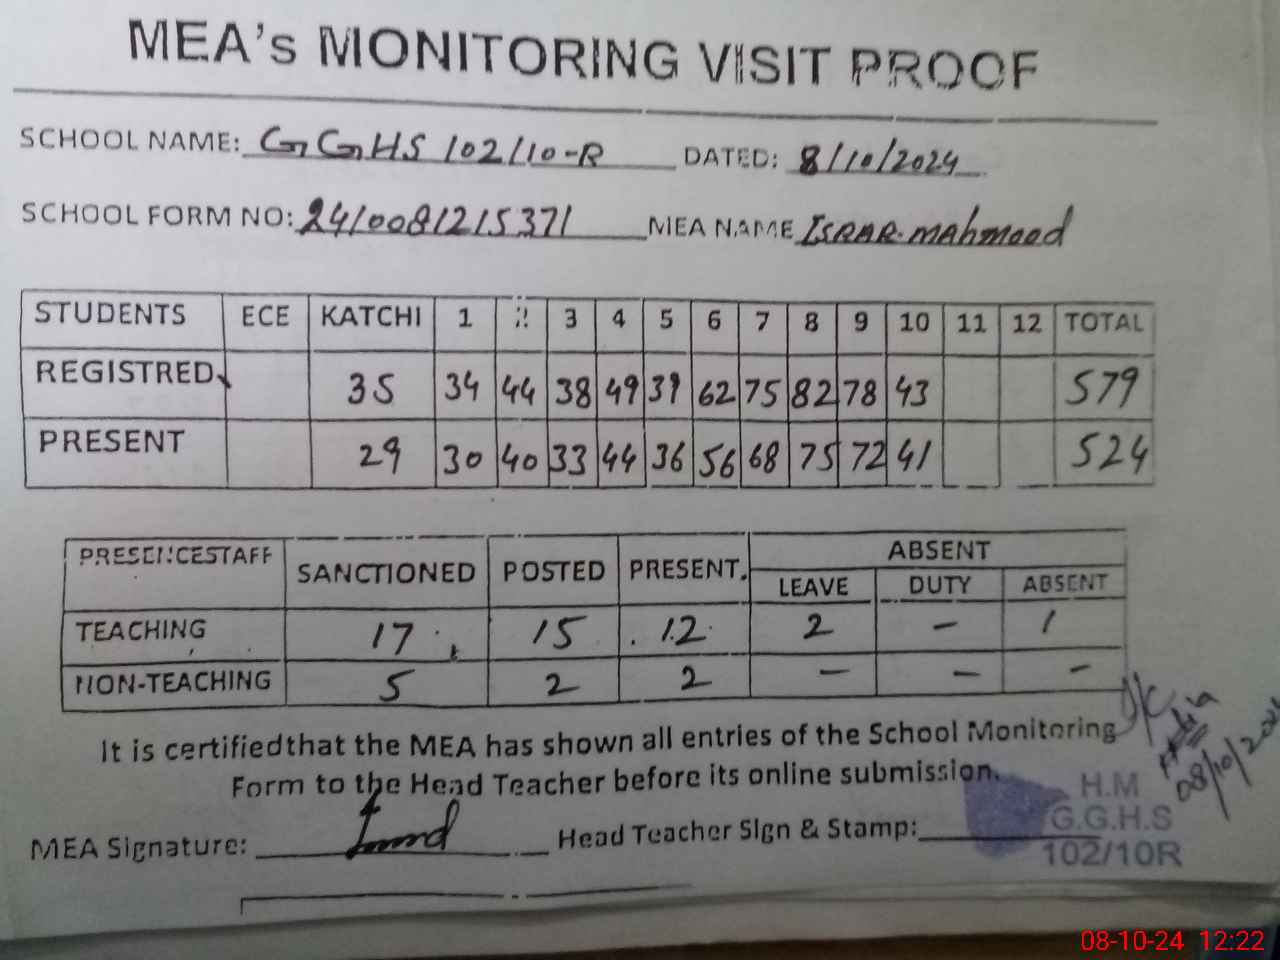 MEA's MONITORING VISIT PROOF
SCHOOL NAME: GGHS 102/10-R DATED: 8/10/2024
SCHOOL FORM NO: 2410081215371 MEA NAME ISRAR. MAHMOOD
STUDENTS ECE KATCHI 1 2 3 4 5 6 7 8 9 10 11 12 TOTAL
REGISTRED 35 34 44 38 49 39 62 75 82 78 43 579
PRESENT 29 30 40 33 44 36 56 68 75 72 41 524
PRESENCESTAFF SANCTIONED POSTED PRESENT. ABSENT
LEAVE DUTY ABSENT
TEACHING 17 15 12 2 – 1
NON-TEACHING 5 2 2 – – –
It is certified that the MEA has shown all entries of the School Monitoring
Form to the Head Teacher before its online submission.
MEA Signature: Head Teacher Sign & Stamp:
08/10/202
H.M
G.G.H.S
102/10R
08-10-24 12:22